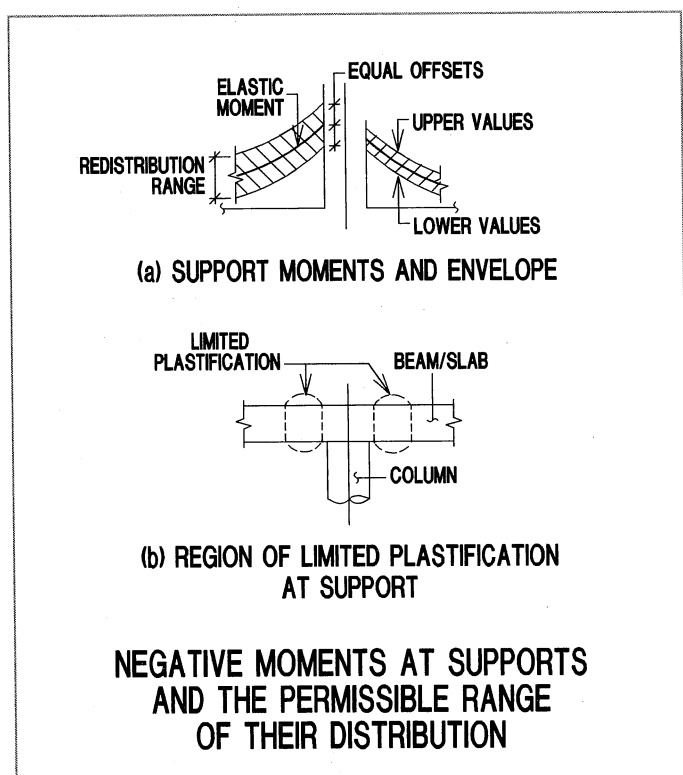 EQUAL OFFSETS
ELASTIC
MOMENT
UPPER VALUES
REDISTRIBUTION
RANGE
LOWER VALUES
(a) SUPPORT MOMENTS AND ENVELOPE
LIMITED
PLASTIFICATION
BEAM/SLAB
COLUMN
(b) REGION OF LIMITED PLASTIFICATION
AT SUPPORT
NEGATIVE MOMENTS AT SUPPORTS
AND THE PERMISSIBLE RANGE
OF THEIR DISTRIBUTION